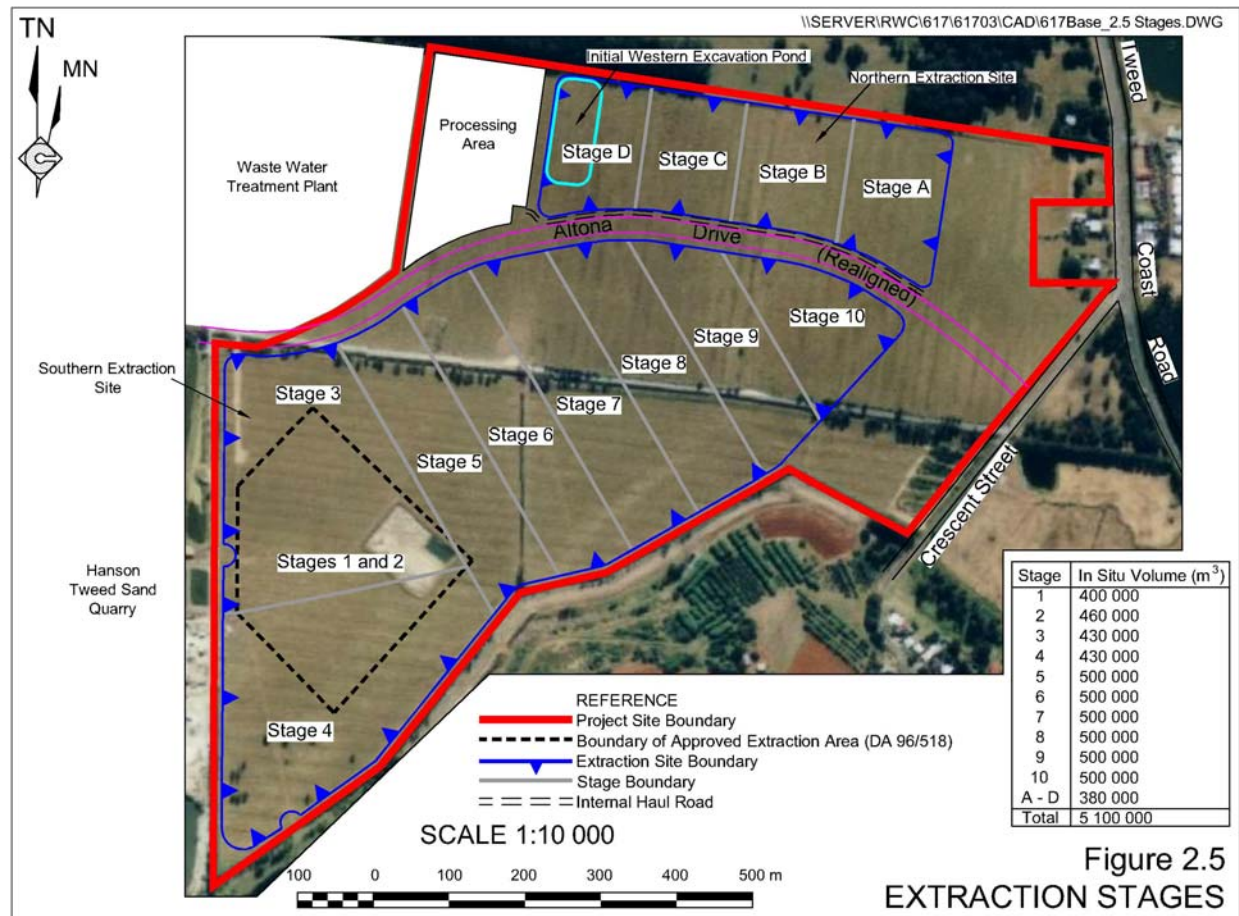 \\SERVER\RWC\617\61703\CAD\617Base_2.5 Stages.DWG
TN
MN
Initial Western Excavation Pond
Northern Extraction Site
Tweed
Coast
Road
Processing
Area
Waste Water
Treatment Plant
Stage D
Stage C
Stage B
Stage A
Altona
Drive
(Realigned)
Stage 10
Stage 9
Stage 8
Stage 7
Stage 6
Stage 5
Southern Extraction
Site
Stage 3
Stages 1 and 2
Hanson
Tweed Sand
Quarry
Stage 4
Crescent Street
Stage In Situ Volume (m³)
1 400 000
2 460 000
3 430 000
4 430 000
5 500 000
6 500 000
7 500 000
8 500 000
9 500 000
10 500 000
A - D 380 000
Total 5 100 000
REFERENCE
Project Site Boundary
Boundary of Approved Extraction Area (DA 96/518)
Extraction Site Boundary
Stage Boundary
Internal Haul Road
SCALE 1:10 000
100 0 100 200 300 400 500 m
Figure 2.5
EXTRACTION STAGES